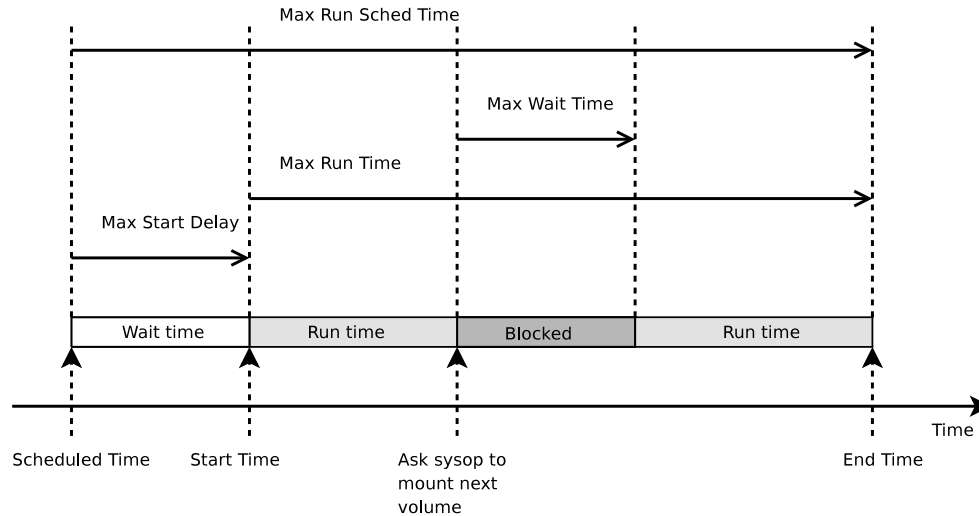 Max Run Sched Time
Max Wait Time
Max Run Time
Max Start Delay
Wait time
Run time
Blocked
Run time
Time
Scheduled Time
Start Time
Ask sysop to
mount next
volume
End Time